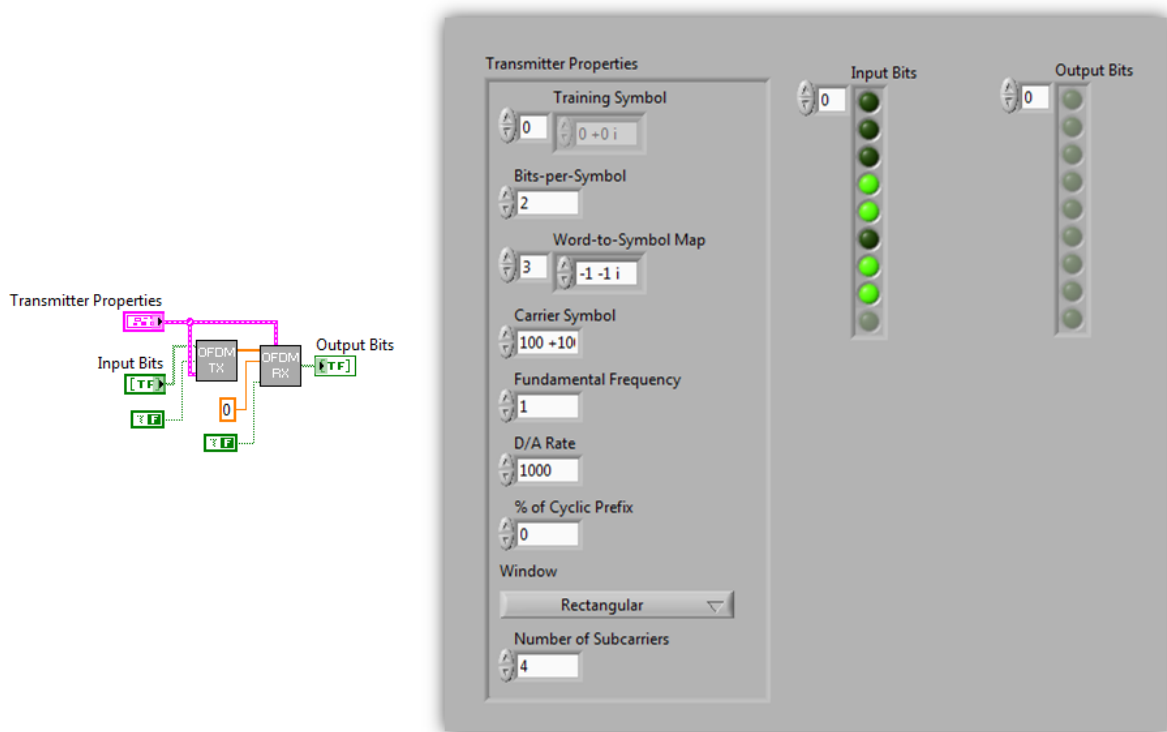 Transmitter Properties
Input Bits
OFDM
TX
OFDM
RX
Output Bits
TF
TF
F
0
F
Transmitter Properties
Training Symbol
0
0 +0 i
Bits-per-Symbol
2
Word-to-Symbol Map
3
-1 -1 i
Carrier Symbol
100 +10
Fundamental Frequency
1
D/A Rate
1000
% of Cyclic Prefix
0
Window
Rectangular
Number of Subcarriers
4
Input Bits
0
Output Bits
0